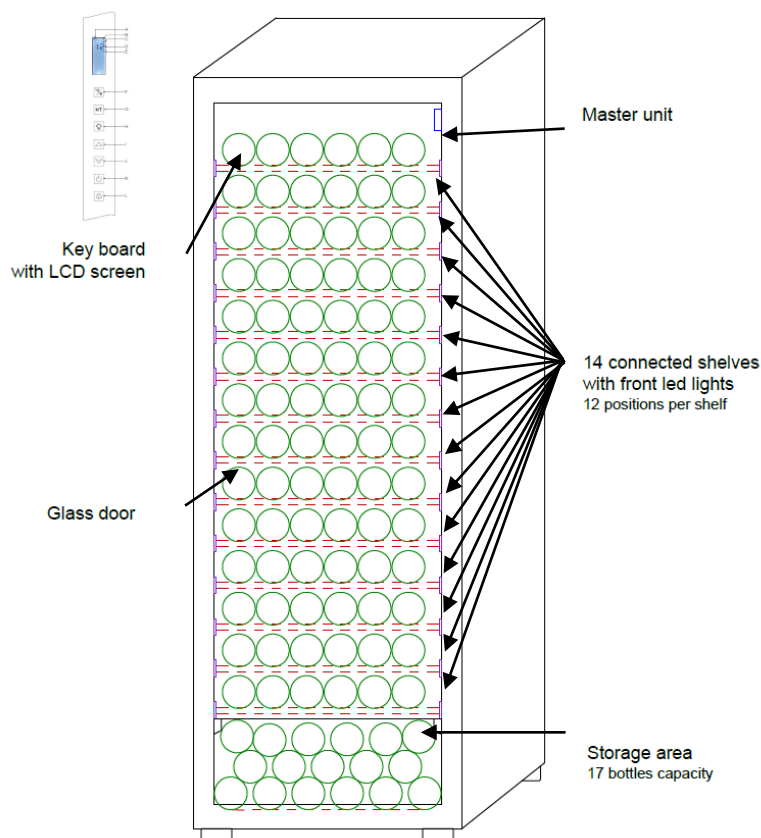 Master unit
Key board
with LCD screen
14 connected shelves
with front led lights
12 positions per shelf
Glass door
Storage area
17 bottles capacity